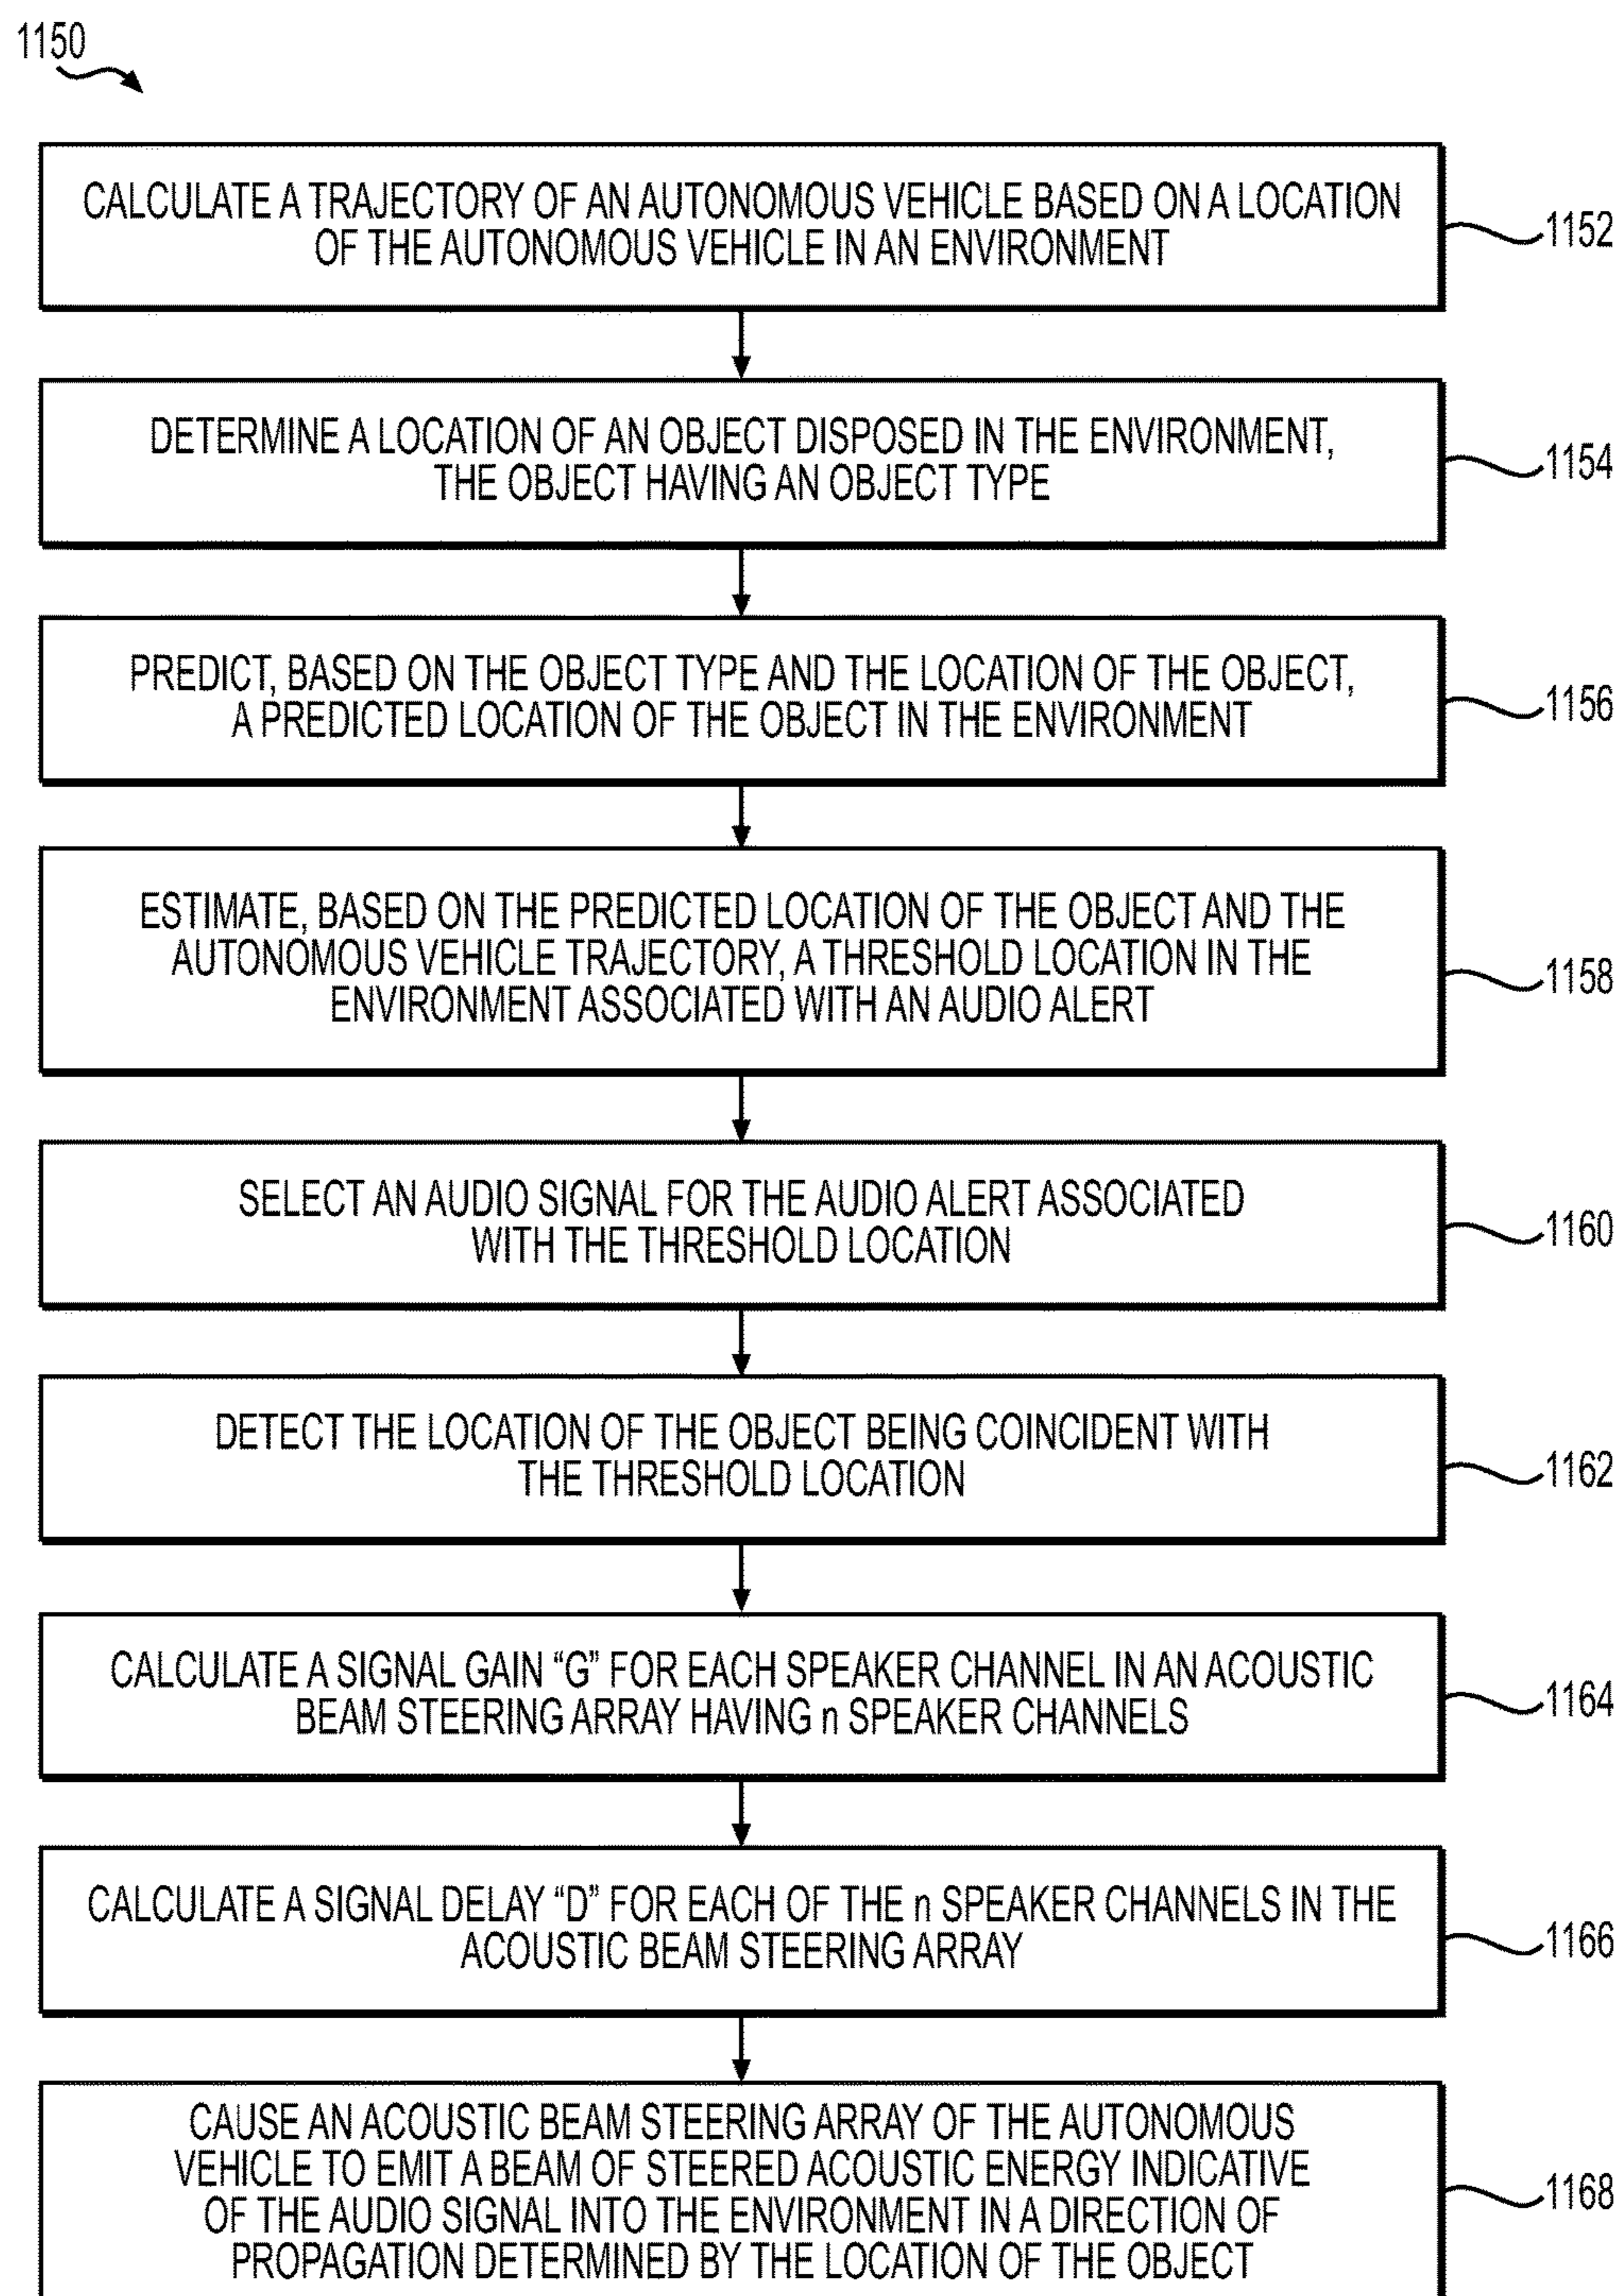 1150
CALCULATE A TRAJECTORY OF AN AUTONOMOUS VEHICLE BASED ON A LOCATION
OF THE AUTONOMOUS VEHICLE IN AN ENVIRONMENT
1152
DETERMINE A LOCATION OF AN OBJECT DISPOSED IN THE ENVIRONMENT,
THE OBJECT HAVING AN OBJECT TYPE
1154
PREDICT, BASED ON THE OBJECT TYPE AND THE LOCATION OF THE OBJECT,
A PREDICTED LOCATION OF THE OBJECT IN THE ENVIRONMENT
1156
ESTIMATE, BASED ON THE PREDICTED LOCATION OF THE OBJECT AND THE
AUTONOMOUS VEHICLE TRAJECTORY, A THRESHOLD LOCATION IN THE
ENVIRONMENT ASSOCIATED WITH AN AUDIO ALERT
1158
SELECT AN AUDIO SIGNAL FOR THE AUDIO ALERT ASSOCIATED
WITH THE THRESHOLD LOCATION
1160
DETECT THE LOCATION OF THE OBJECT BEING COINCIDENT WITH
THE THRESHOLD LOCATION
1162
CALCULATE A SIGNAL GAIN “G” FOR EACH SPEAKER CHANNEL IN AN ACOUSTIC
BEAM STEERING ARRAY HAVING n SPEAKER CHANNELS
1164
CALCULATE A SIGNAL DELAY “D” FOR EACH OF THE n SPEAKER CHANNELS IN THE
ACOUSTIC BEAM STEERING ARRAY
1166
CAUSE AN ACOUSTIC BEAM STEERING ARRAY OF THE AUTONOMOUS
VEHICLE TO EMIT A BEAM OF STEERED ACOUSTIC ENERGY INDICATIVE
OF THE AUDIO SIGNAL INTO THE ENVIRONMENT IN A DIRECTION OF
PROPAGATION DETERMINED BY THE LOCATION OF THE OBJECT
1168